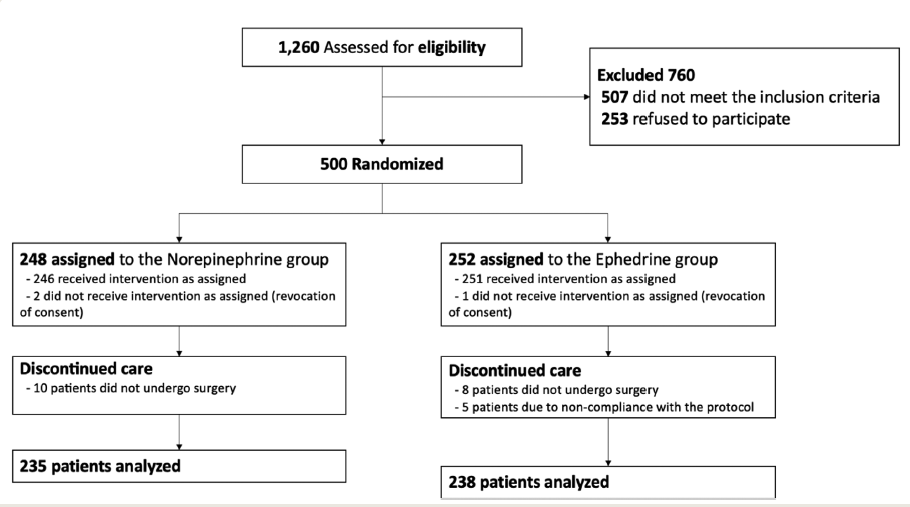 1,260 Assessed for eligibility
Excluded 760
507 did not meet the inclusion criteria
253 refused to participate
500 Randomized
248 assigned to the Norepinephrine group
- 246 received intervention as assigned
- 2 did not receive intervention as assigned (revocation
of consent)
252 assigned to the Ephedrine group
- 251 received intervention as assigned
- 1 did not receive intervention as assigned (revocation
of consent)
Discontinued care
- 10 patients did not undergo surgery
Discontinued care
- 8 patients did not undergo surgery
- 5 patients due to non-compliance with the protocol
235 patients analyzed
238 patients analyzed